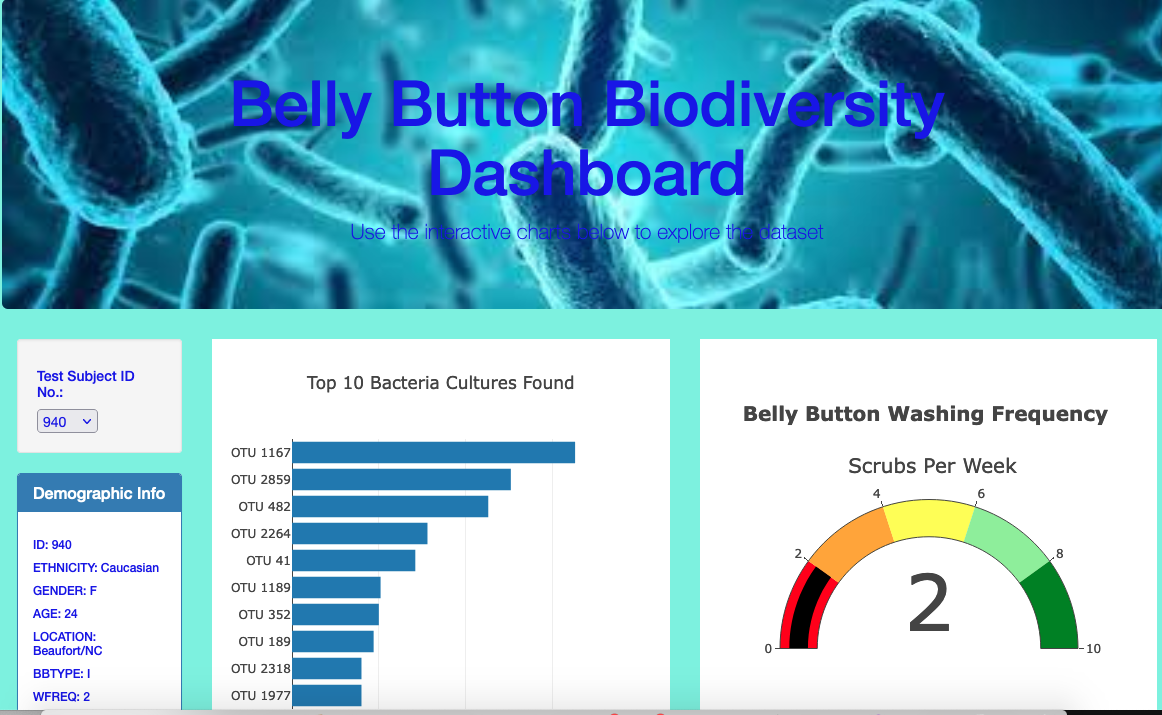 Belly Button Biodiversity
Dashboard
Use the interactive charts below to explore the dataset
Test Subject ID
No.:
940
Demographic Info
ID: 940
ETHNICITY: Caucasian
GENDER: F
AGE: 24
LOCATION:
Beaufort/NC
BBTYPE: I
WFREQ: 2
Top 10 Bacteria Cultures Found
OTU 1167
OTU 2859
OTU 482
OTU 2264
OTU 41
OTU 1189
OTU 352
OTU 189
OTU 2318
OTU 1977
Belly Button Washing Frequency
Scrubs Per Week
0
2
4
6
8
10
2